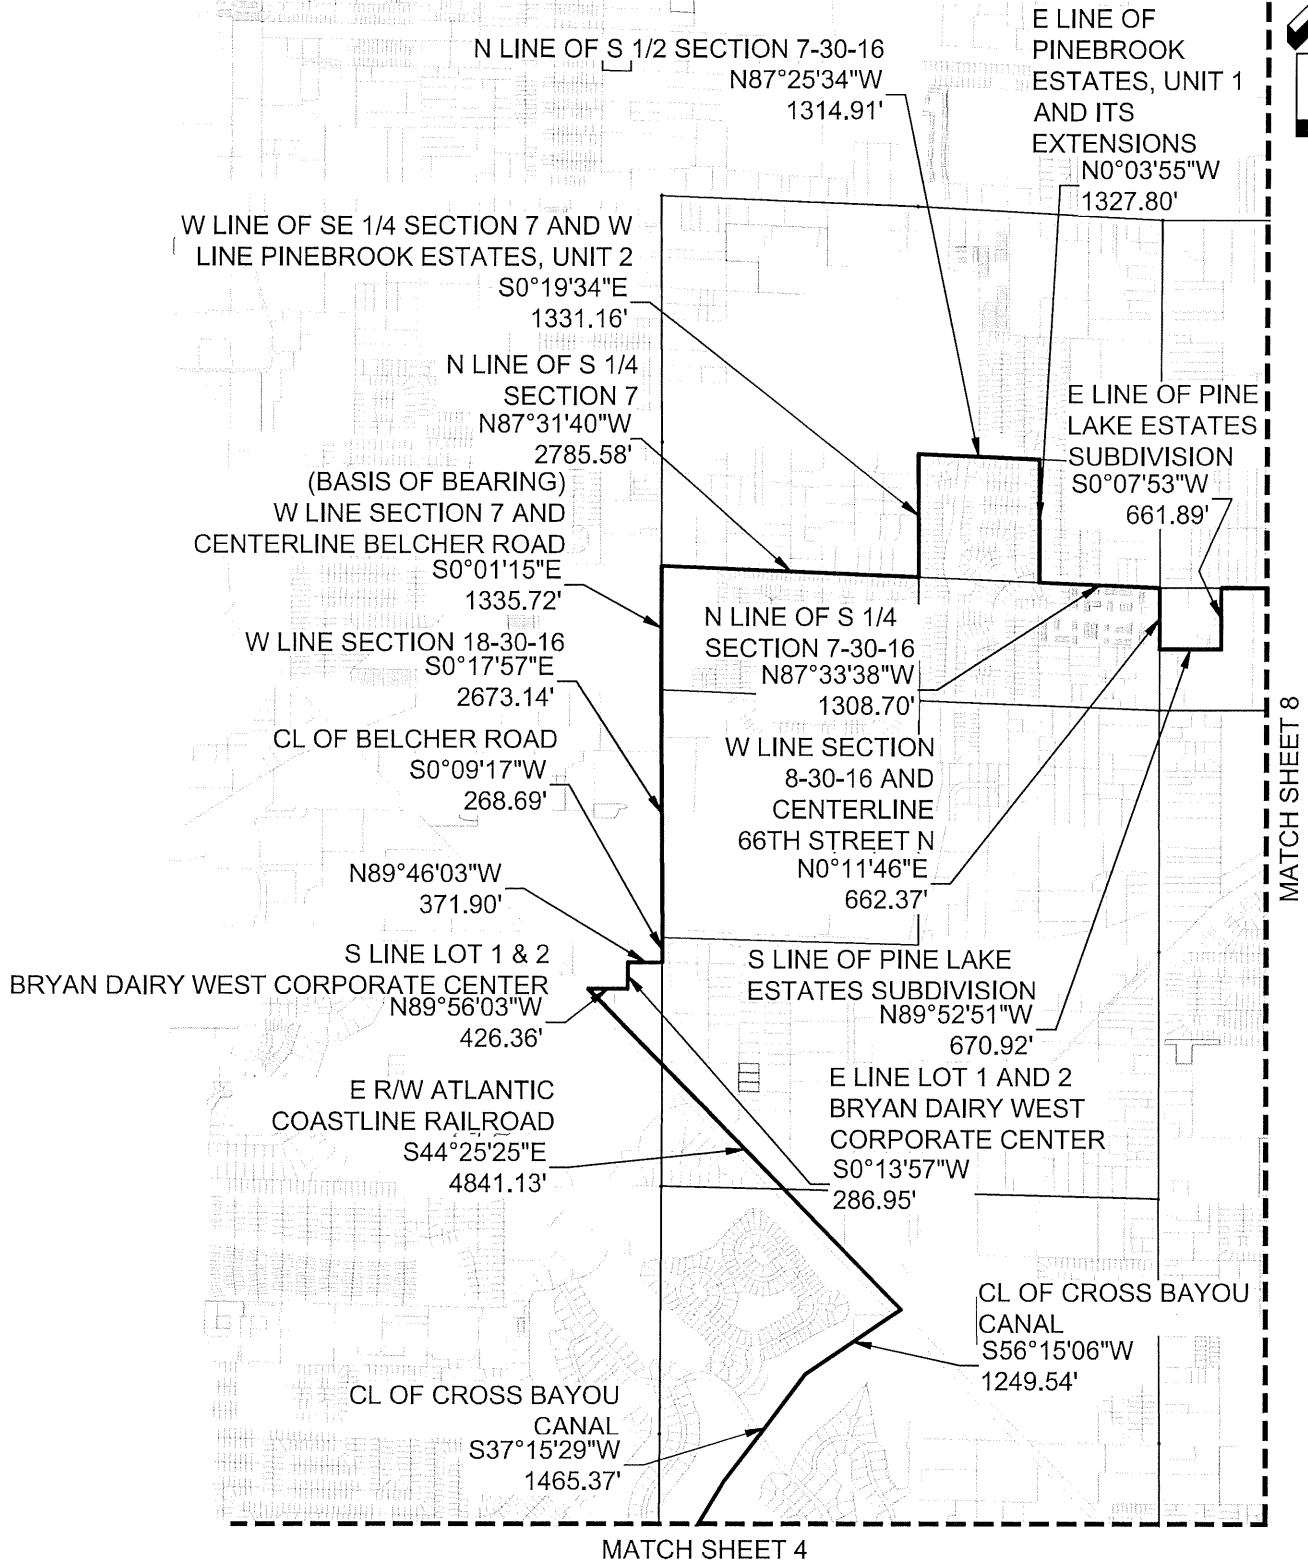 N LINE OF S 1/2 SECTION 7-30-16
N87°25'34"W
1314.91'
E LINE OF
PINEBROOK
ESTATES, UNIT 1
AND ITS
EXTENSIONS
N0°03'55"W
1327.80'
W LINE OF SE 1/4 SECTION 7 AND W
LINE PINEBROOK ESTATES, UNIT 2
S0°19'34"E
1331.16'
N LINE OF S 1/4
SECTION 7
N87°31'40"W
2785.58'
E LINE OF PINE
LAKE ESTATES
SUBDIVISION
S0°07'53"W
661.89'
(BASIS OF BEARING)
W LINE SECTION 7 AND
CENTERLINE BELCHER ROAD
S0°01'15"E
1335.72'
N LINE OF S 1/4
SECTION 7-30-16
N87°33'38"W
1308.70'
W LINE SECTION 18-30-16
S0°17'57"E
2673.14'
CL OF BELCHER ROAD
S0°09'17"W
268.69'
W LINE SECTION
8-30-16 AND
CENTERLINE
66TH STREET N
N0°11'46"E
662.37'
MATCH SHEET 8
N89°46'03"W
371.90'
S LINE LOT 1 & 2
BRYAN DAIRY WEST CORPORATE CENTER
N89°56'03"W
426.36'
S LINE OF PINE LAKE
ESTATES SUBDIVISION
N89°52'51"W
670.92'
E R/W ATLANTIC
COASTLINE RAILROAD
S44°25'25"E
4841.13'
E LINE LOT 1 AND 2
BRYAN DAIRY WEST
CORPORATE CENTER
S0°13'57"W
286.95'
CL OF CROSS BAYOU
CANAL
S56°15'06"W
1249.54'
CL OF CROSS BAYOU
CANAL
S37°15'29"W
1465.37'
MATCH SHEET 4